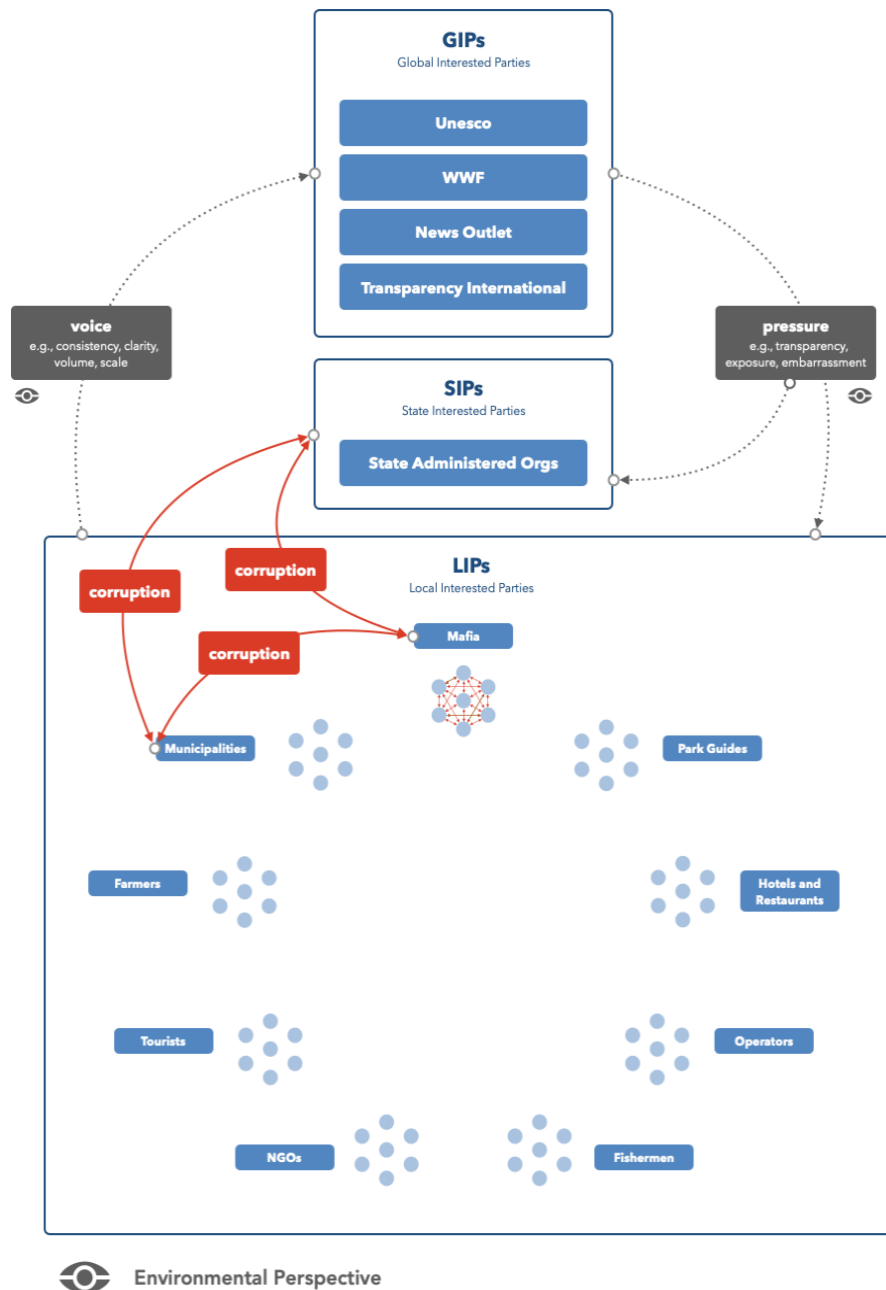 GIPs
Global Interested Parties
Unesco
WWF
News Outlet
Transparency International
voice
e.g., consistency, clarity,
volume, scale
pressure
e.g., transparency,
exposure, embarrassment
SIPs
State Interested Parties
State Administered Orgs
LIPs
Local Interested Parties
corruption
corruption
corruption
Mafia
Municipalities
Park Guides
Farmers
Hotels and
Restaurants
Tourists
Operators
NGOs
Fishermen
Environmental Perspective